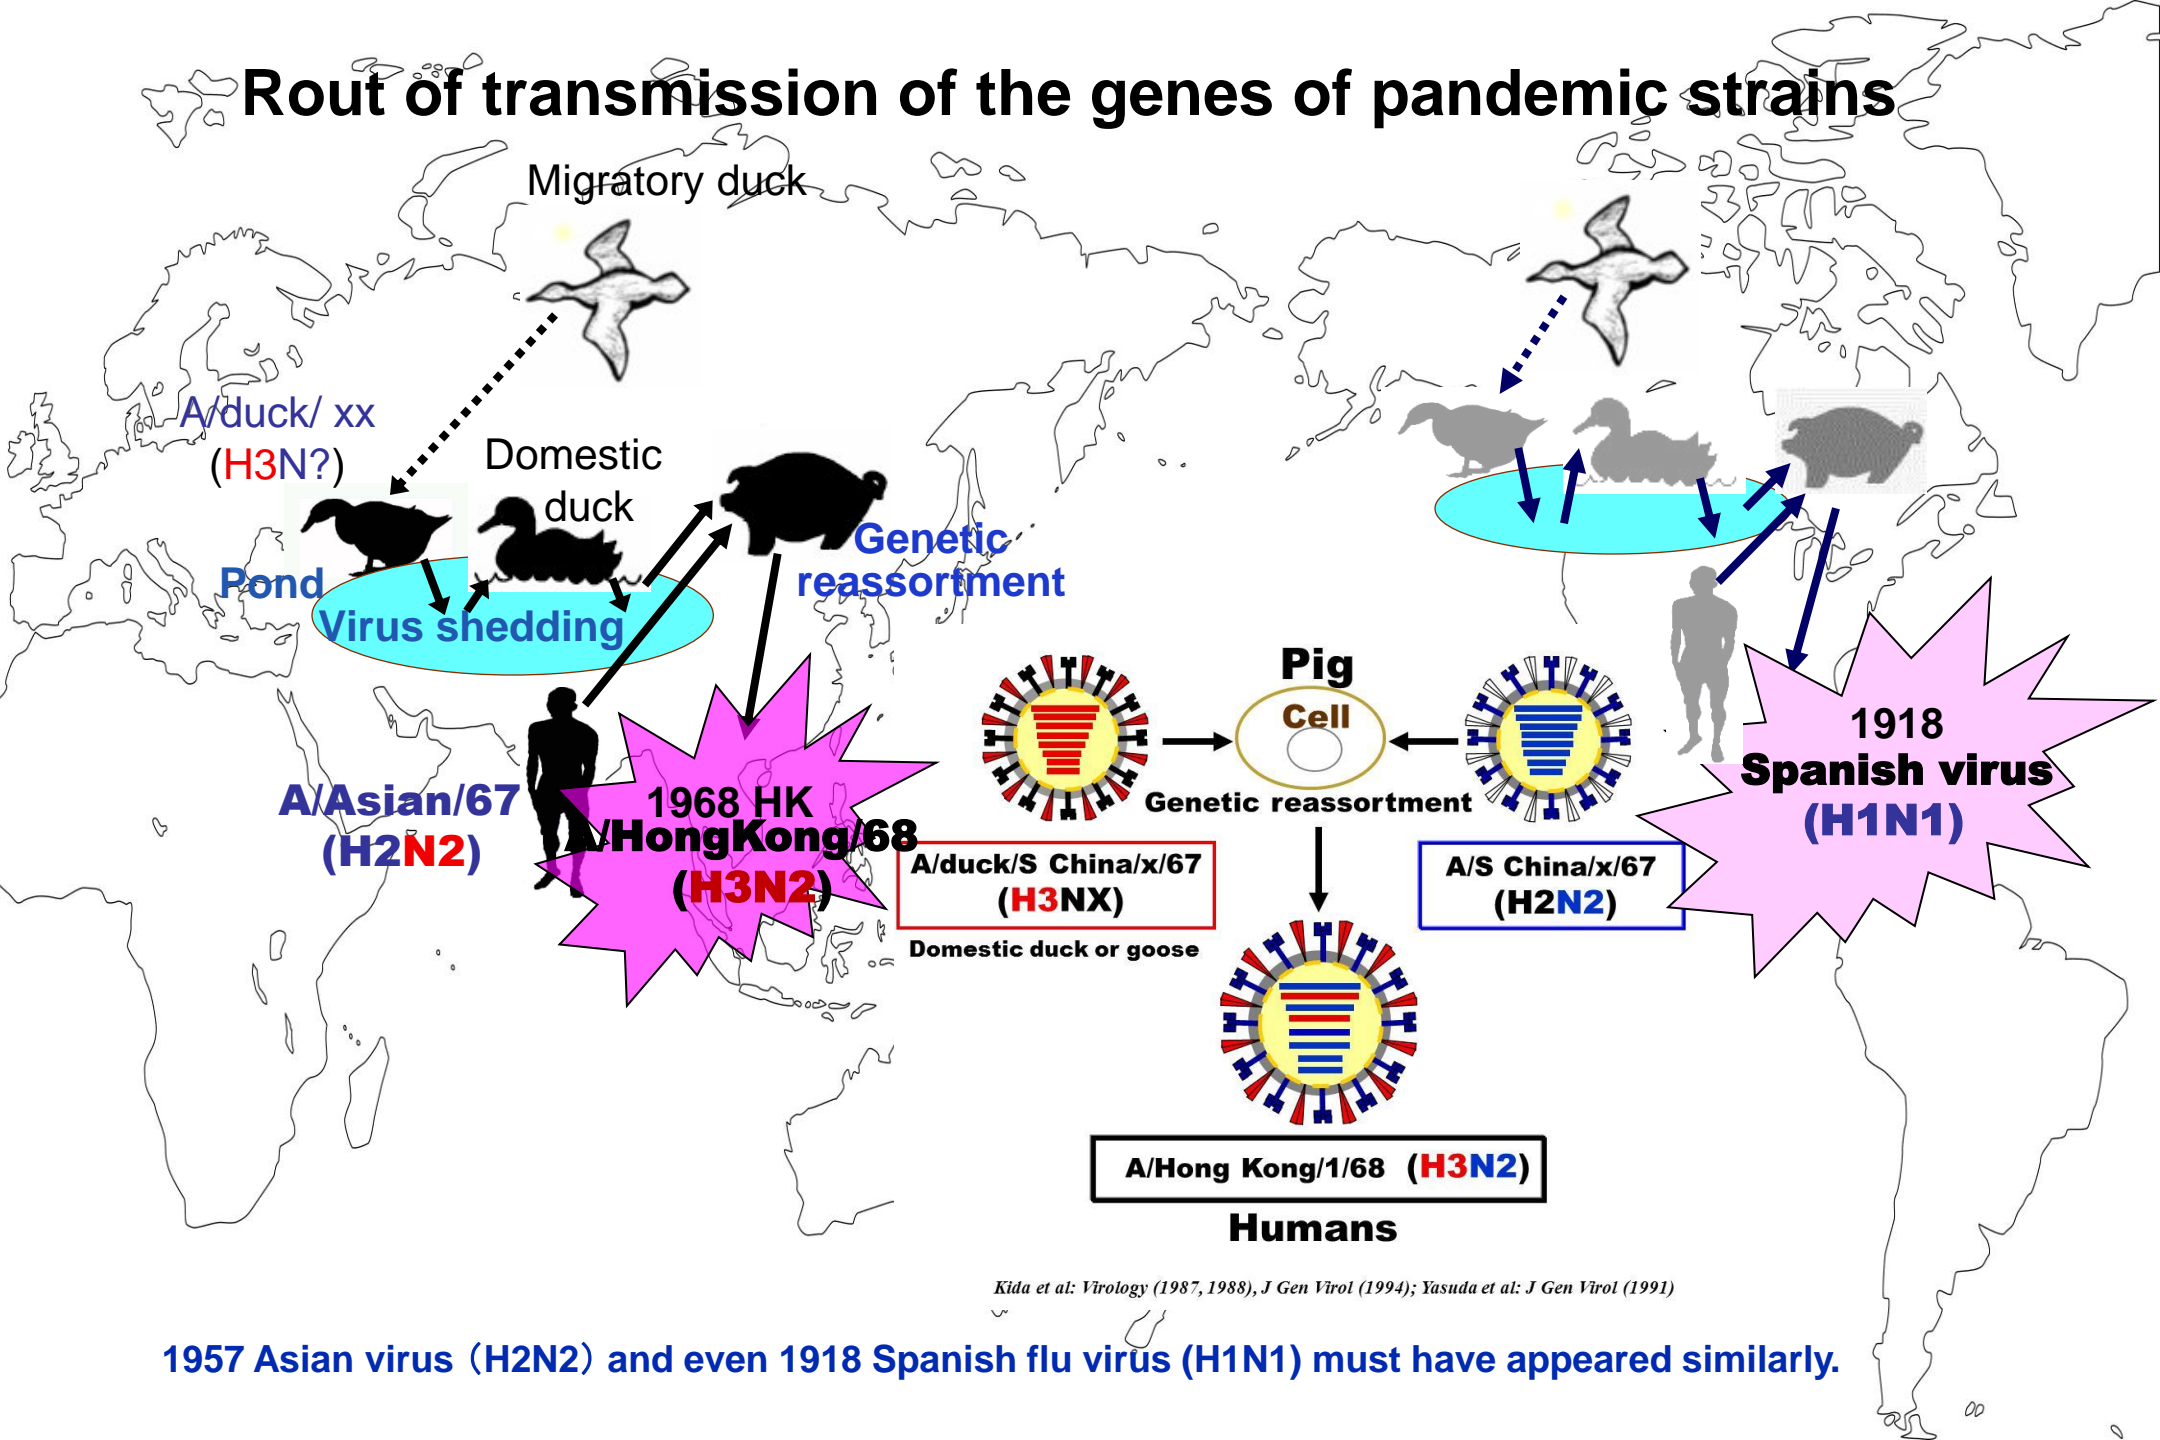 Rout of transmission of the genes of pandemic strains
Migratory duck
A/duck/ xx
(H3N?)
Domestic
duck
Genetic
reassortment
Pond
Virus shedding
A/Asian/67
(H2N2)
1968 HK
A/HongKong/68
(H3N2)
Pig
Cell
Genetic reassortment
A/duck/S China/x/67
(H3NX)
Domestic duck or goose
A/S China/x/67
(H2N2)
A/Hong Kong/1/68 (H3N2)
Humans
1918
Spanish virus
(H1N1)
Kida et al: Virology (1987, 1988), J Gen Virol (1994); Yasuda et al: J Gen Virol (1991)
1957 Asian virus（H2N2）and even 1918 Spanish flu virus (H1N1) must have appeared similarly.